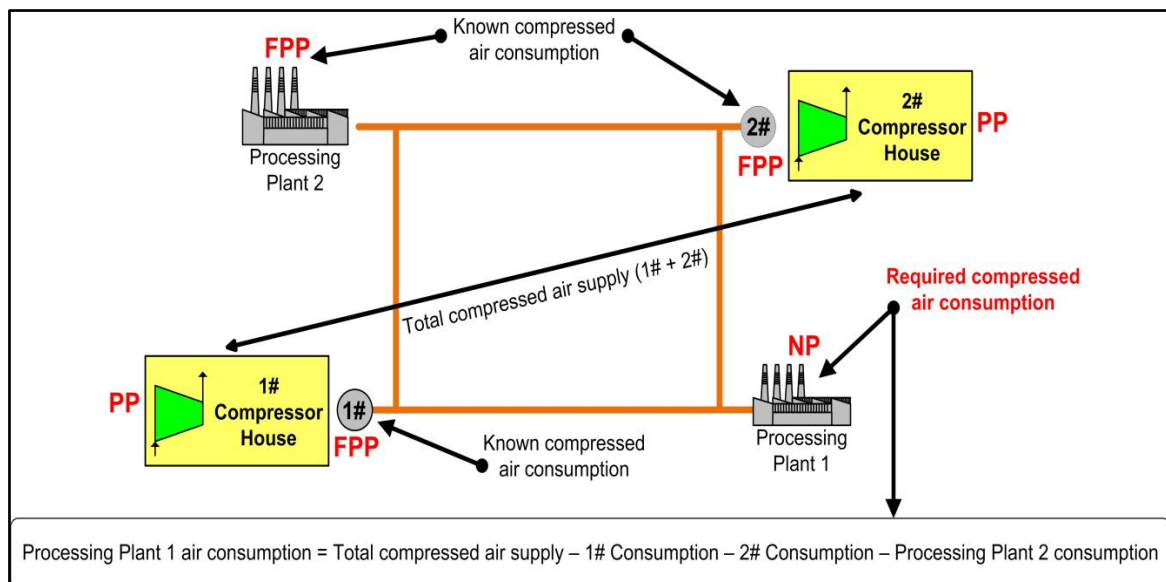 Known compressed
air consumption
FPP
Processing
Plant 2
2#
FPP
2#
Compressor
House
PP
Total compressed air supply (1# + 2#)
Required compressed
air consumption
NP
Processing
Plant 1
PP
1#
Compressor
House
1#
FPP
Known compressed
air consumption
Processing Plant 1 air consumption = Total compressed air supply – 1# Consumption – 2# Consumption – Processing Plant 2 consumption